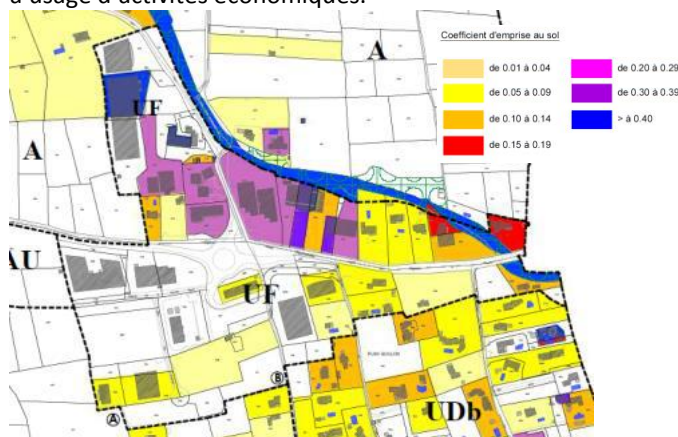 à usage d'activités économiques.
Coefficient d'emprise au sol
de 0.01 à 0.04
de 0.05 à 0.09
de 0.10 à 0.14
de 0.15 à 0.19
de 0.20 à 0.29
de 0.30 à 0.39
> à 0.40
A
UF
A
AU
UF
B
A
UDb